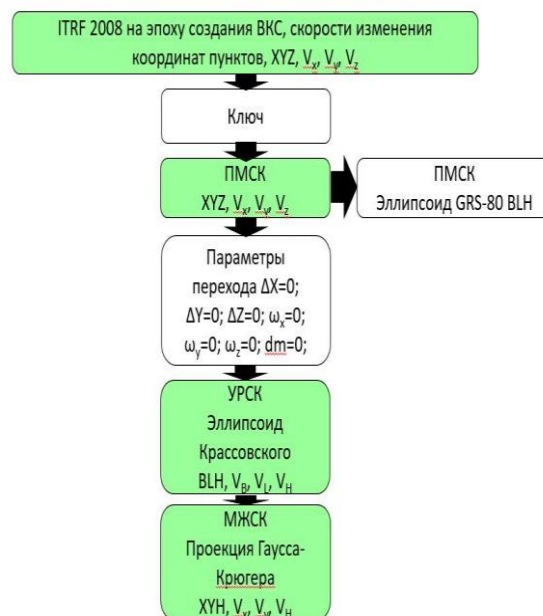 ITRF 2008 на эпоху создания ВКС, скорости изменения
координат пунктов, XYZ, Vx, Vy, Vz
Ключ
ПМСК
XYZ, Vx, Vy, Vz
ПМСК
Эллипсоид GRS-80 BLH
Параметры
перехода ΔX=0;
ΔY=0; ΔZ=0; ωx=0;
ωy=0; ωz=0; dm=0;
УРСК
Эллипсоид
Крассовского
BLH, VB, VL, VH
МЖСК
Проекция Гаусса-
Крюгера
XYH, Vx, Vy, VH